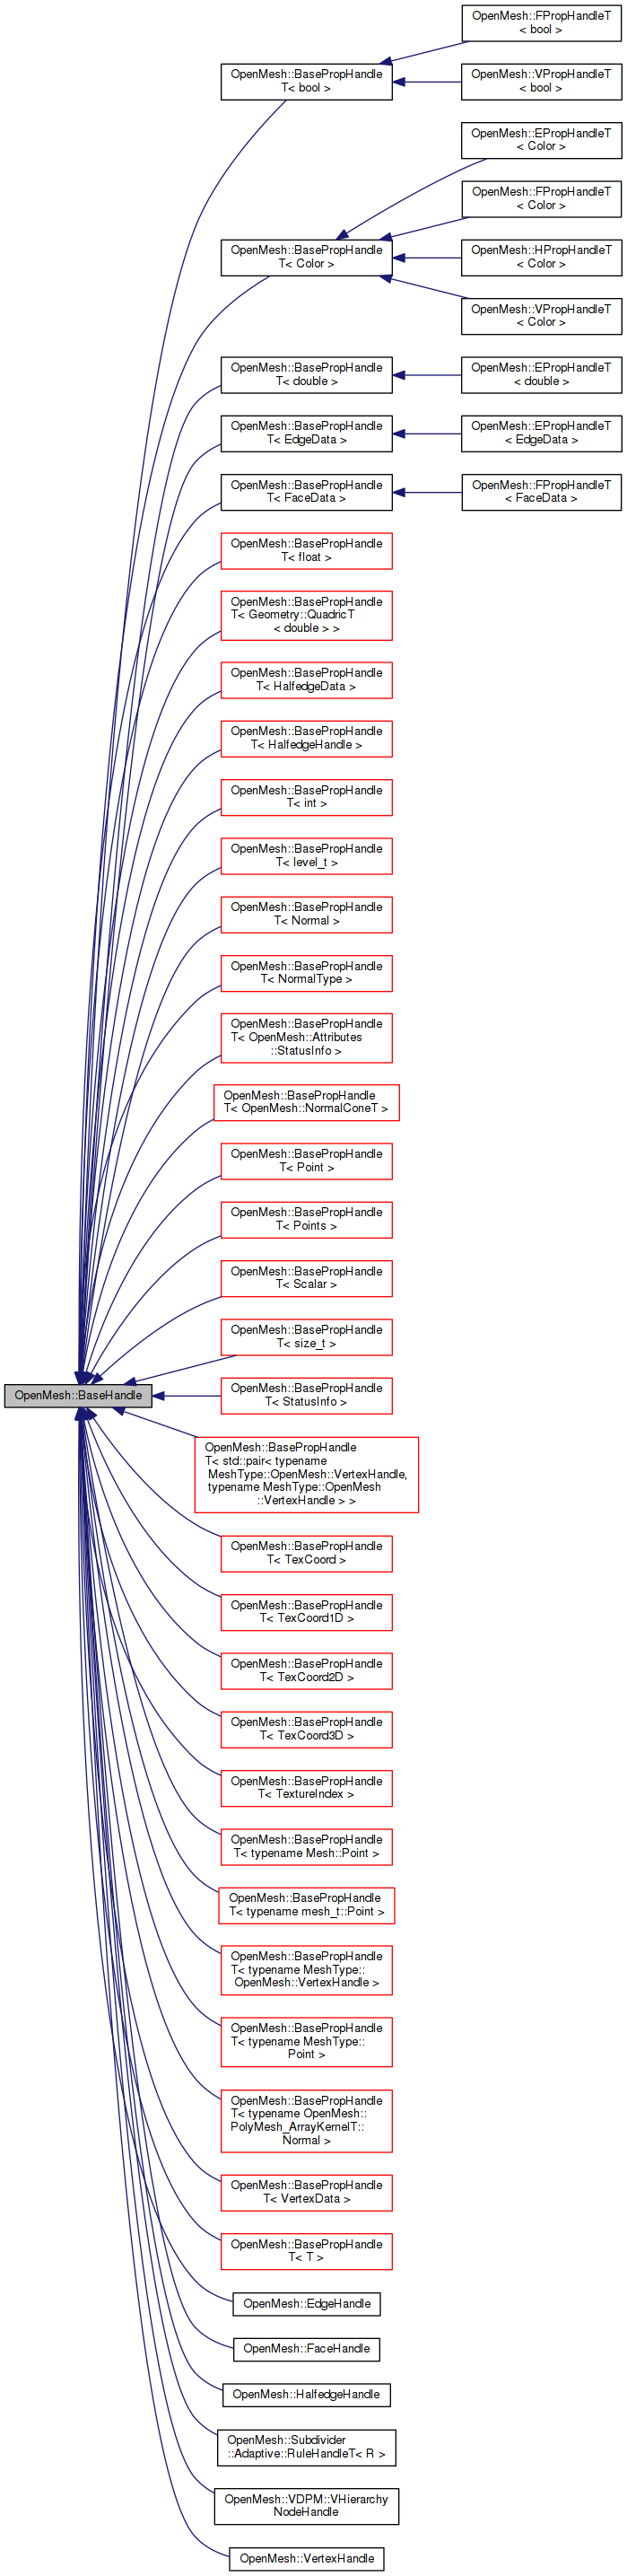 OpenMesh::FPropHandleT
< bool >
OpenMesh::BasePropHandle
T< bool >
OpenMesh::VPropHandleT
< bool >
OpenMesh::EPropHandleT
< Color >
OpenMesh::FPropHandleT
< Color >
OpenMesh::BasePropHandle
T< Color >
OpenMesh::HPropHandleT
< Color >
OpenMesh::VPropHandleT
< Color >
OpenMesh::BasePropHandle
T< double >
OpenMesh::EPropHandleT
< double >
OpenMesh::BasePropHandle
T< EdgeData >
OpenMesh::EPropHandleT
< EdgeData >
OpenMesh::BasePropHandle
T< FaceData >
OpenMesh::FPropHandleT
< FaceData >
OpenMesh::BasePropHandle
T< float >
OpenMesh::BasePropHandle
T< Geometry::QuadricT
< double > >
OpenMesh::BasePropHandle
T< HalfedgeData >
OpenMesh::BasePropHandle
T< HalfedgeHandle >
OpenMesh::BasePropHandle
T< int >
OpenMesh::BasePropHandle
T< level_t >
OpenMesh::BasePropHandle
T< Normal >
OpenMesh::BasePropHandle
T< NormalType >
OpenMesh::BasePropHandle
T< OpenMesh::Attributes
::StatusInfo >
OpenMesh::BasePropHandle
T< OpenMesh::NormalConeT >
OpenMesh::BasePropHandle
T< Point >
OpenMesh::BasePropHandle
T< Points >
OpenMesh::BasePropHandle
T< Scalar >
OpenMesh::BasePropHandle
T< size_t >
OpenMesh::BaseHandle
OpenMesh::BasePropHandle
T< StatusInfo >
OpenMesh::BasePropHandle
T< std::pair< typename
MeshType::OpenMesh::VertexHandle,
typename MeshType::OpenMesh
::VertexHandle > >
OpenMesh::BasePropHandle
T< TexCoord >
OpenMesh::BasePropHandle
T< TexCoord1D >
OpenMesh::BasePropHandle
T< TexCoord2D >
OpenMesh::BasePropHandle
T< TexCoord3D >
OpenMesh::BasePropHandle
T< TextureIndex >
OpenMesh::BasePropHandle
T< typename Mesh::Point >
OpenMesh::BasePropHandle
T< typename mesh_t::Point >
OpenMesh::BasePropHandle
T< typename MeshType::
OpenMesh::VertexHandle >
OpenMesh::BasePropHandle
T< typename MeshType::
Point >
OpenMesh::BasePropHandle
T< typename OpenMesh::
PolyMesh_ArrayKernelT::
Normal >
OpenMesh::BasePropHandle
T< VertexData >
OpenMesh::BasePropHandle
T< T >
OpenMesh::EdgeHandle
OpenMesh::FaceHandle
OpenMesh::HalfedgeHandle
OpenMesh::Subdivider
::Adaptive::RuleHandleT< R >
OpenMesh::VDPM::VHierarchy
NodeHandle
OpenMesh::VertexHandle